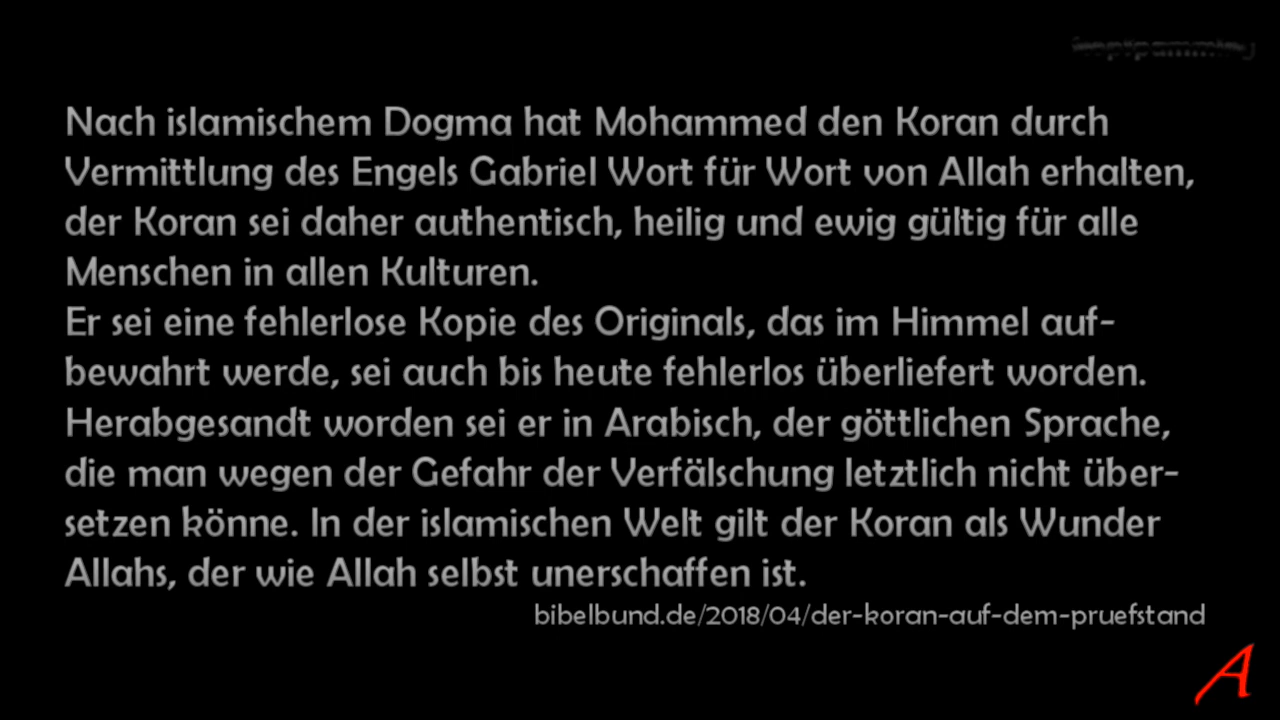 Nach islamischem Dogma hat Mohammed den Koran durch
Vermittlung des Engels Gabriel Wort für Wort von Allah erhalten,
der Koran sei daher authentisch, heilig und ewig gültig für alle
Menschen in allen Kulturen.
Er sei eine fehlerlose Kopie des Originals, das im Himmel auf-
bewahrt werde, sei auch bis heute fehlerlos überliefert worden.
Herabgesandt worden sei er in Arabisch, der göttlichen Sprache,
die man wegen der Gefahr der Verfälschung letztlich nicht über-
setzen könne. In der islamischen Welt gilt der Koran als Wunder
Allahs, der wie Allah selbst unerschaffen ist.
bibelbund.de/2018/04/der-koran-auf-dem-pruefstand
A